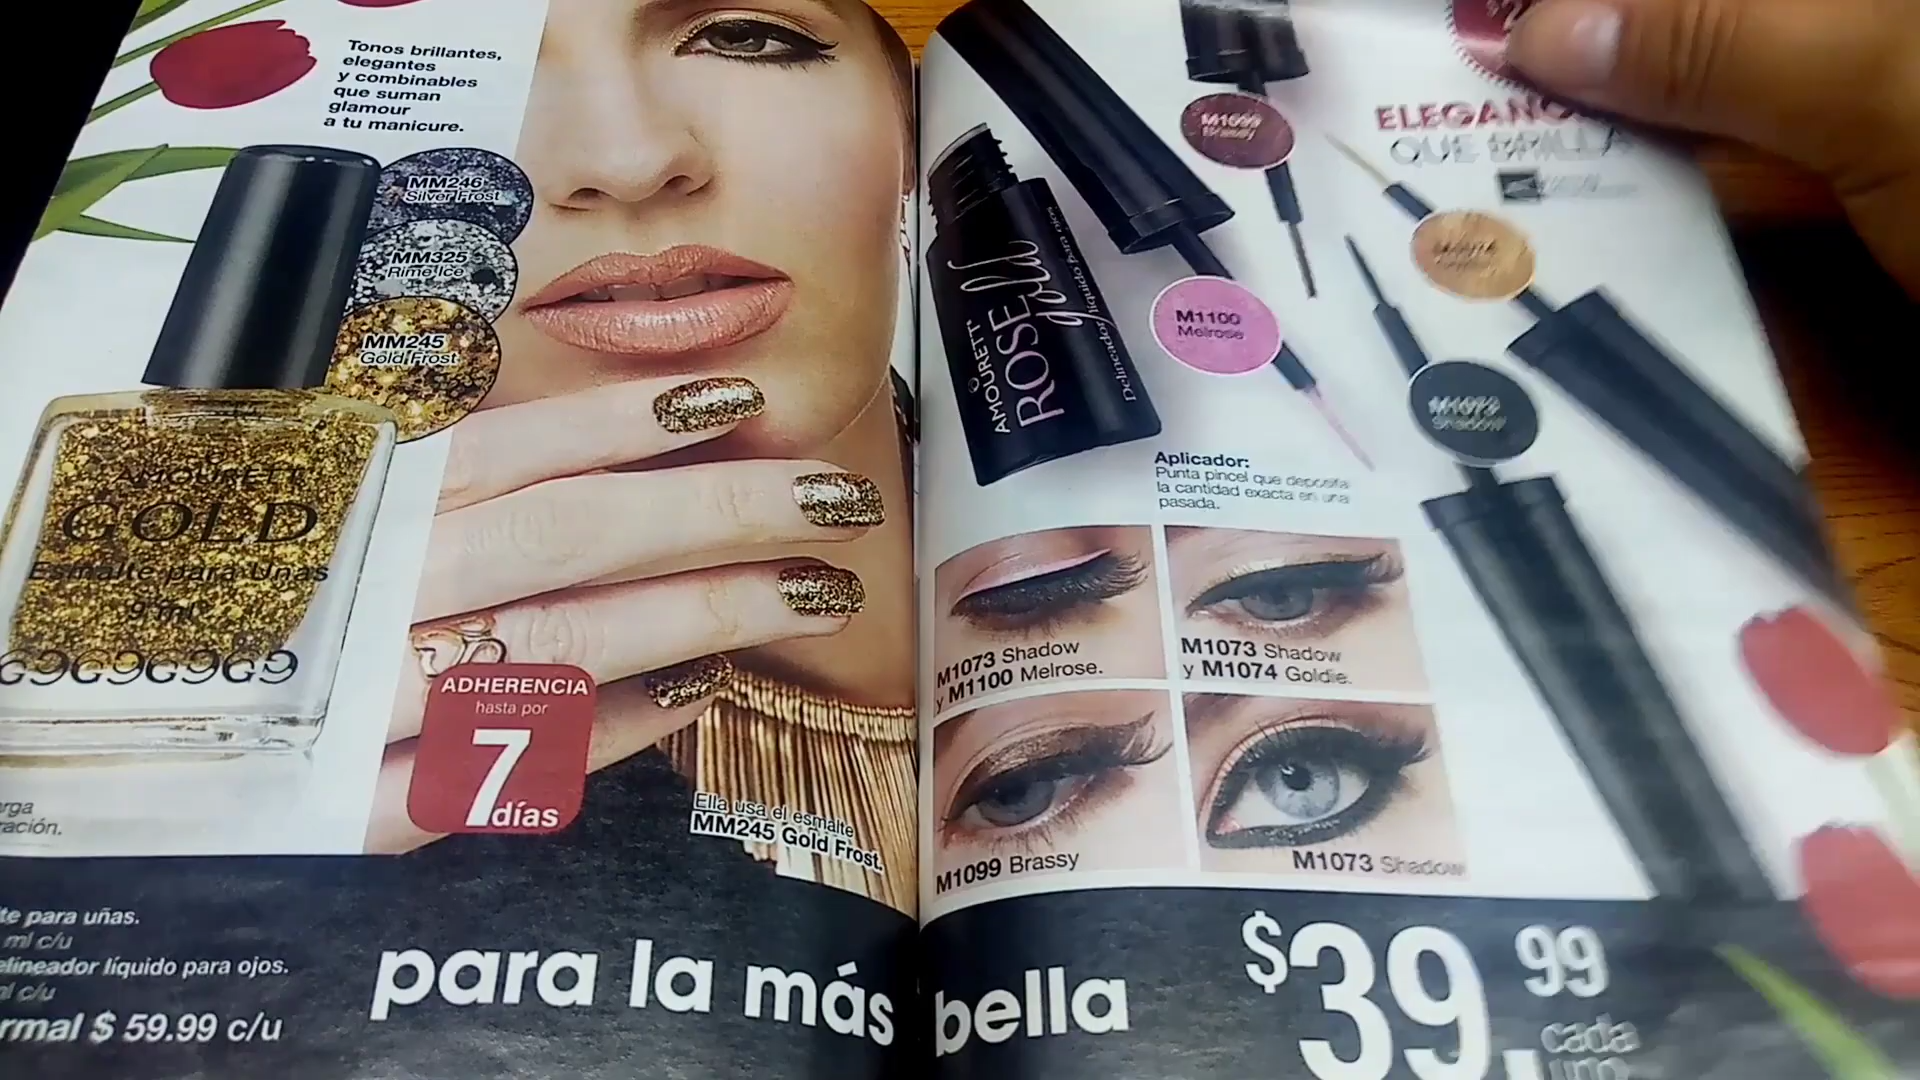 Tonos brillantes,
elegantes
y combinables
que suman
glamour
a tu manicure.
MM246
Silver Frost
MM325
Rime Ice
MM245
Gold Frost
AMOURETT
GOLD
Esmalte para Uñas
9 ml
ADHERENCIA
hasta por
7
días
Ella usa el esmalte
MM245 Gold Frost.
te para uñas.
ml c/u
elineador líquido para ojos.
c/u
rmal $ 59.99 c/u
para la más bella
M1099
Brassy
QUE BRILLA
AMOURETT
ROSE gold
Delineador líquido para ojos
M1100
Melrose
M1073
Shadow
Aplicador:
Punta pincel que deposita
la cantidad exacta en una
pasada.
M1073 Shadow
y M1100 Melrose.
M1073 Shadow
y M1074 Goldie.
M1099 Brassy
M1073 Shadow
$39.99
cada
uno